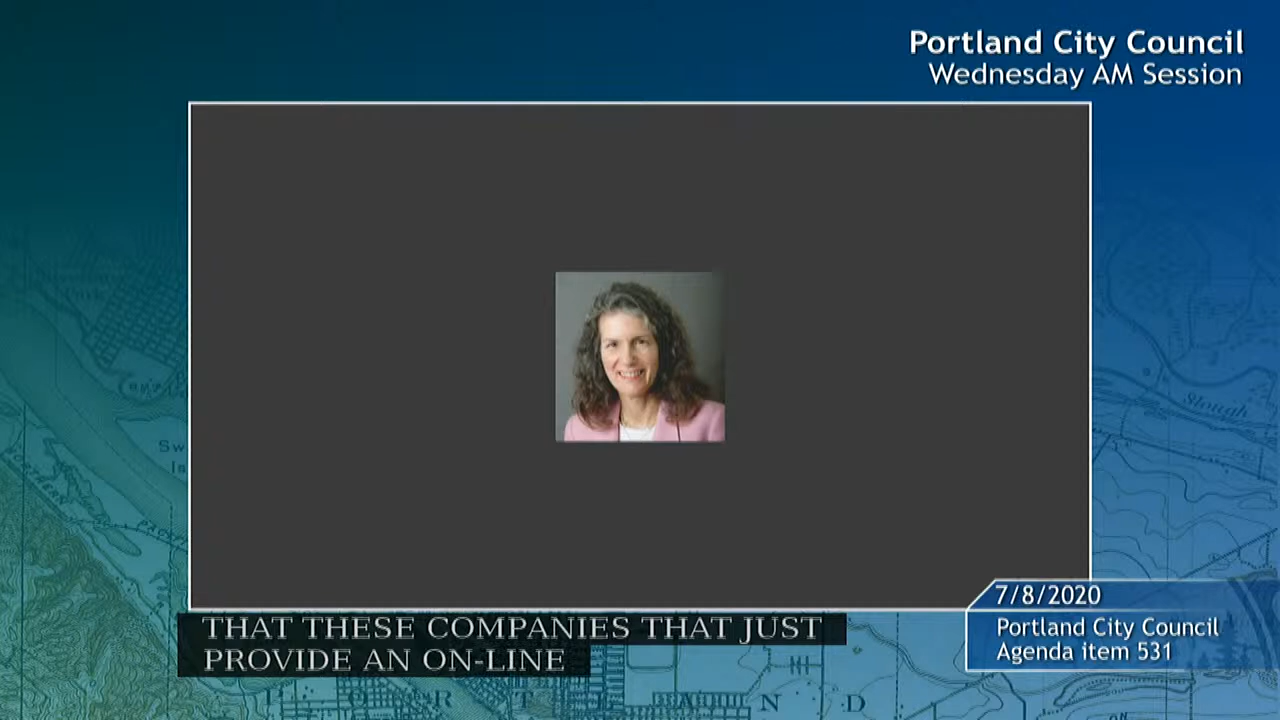 Portland City Council
Wednesday AM Session
Slough
THAT THESE COMPANIES THAT JUST
PROVIDE AN ON-LINE
7/8/2020
Portland City Council
Agenda item 531
P O R T L A N D